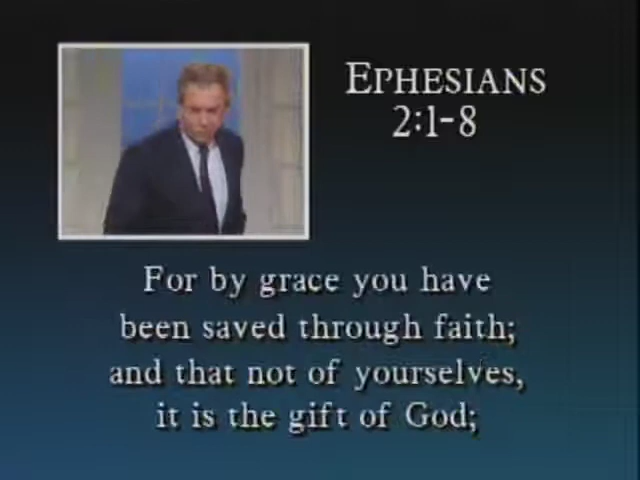 EPHESIANS
2:1-8
For by grace you have
been saved through faith;
and that not of yourselves,
it is the gift of God;